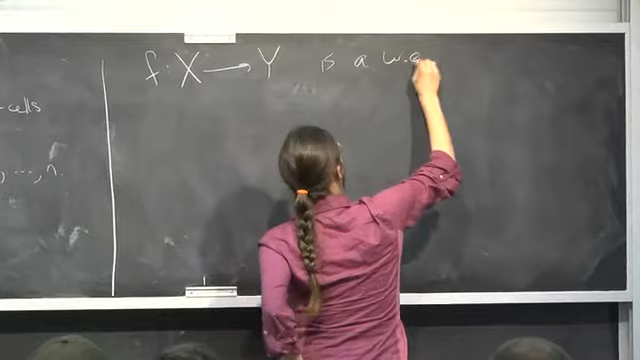 -cells
, ..., n.
f: X → Y is a w.e